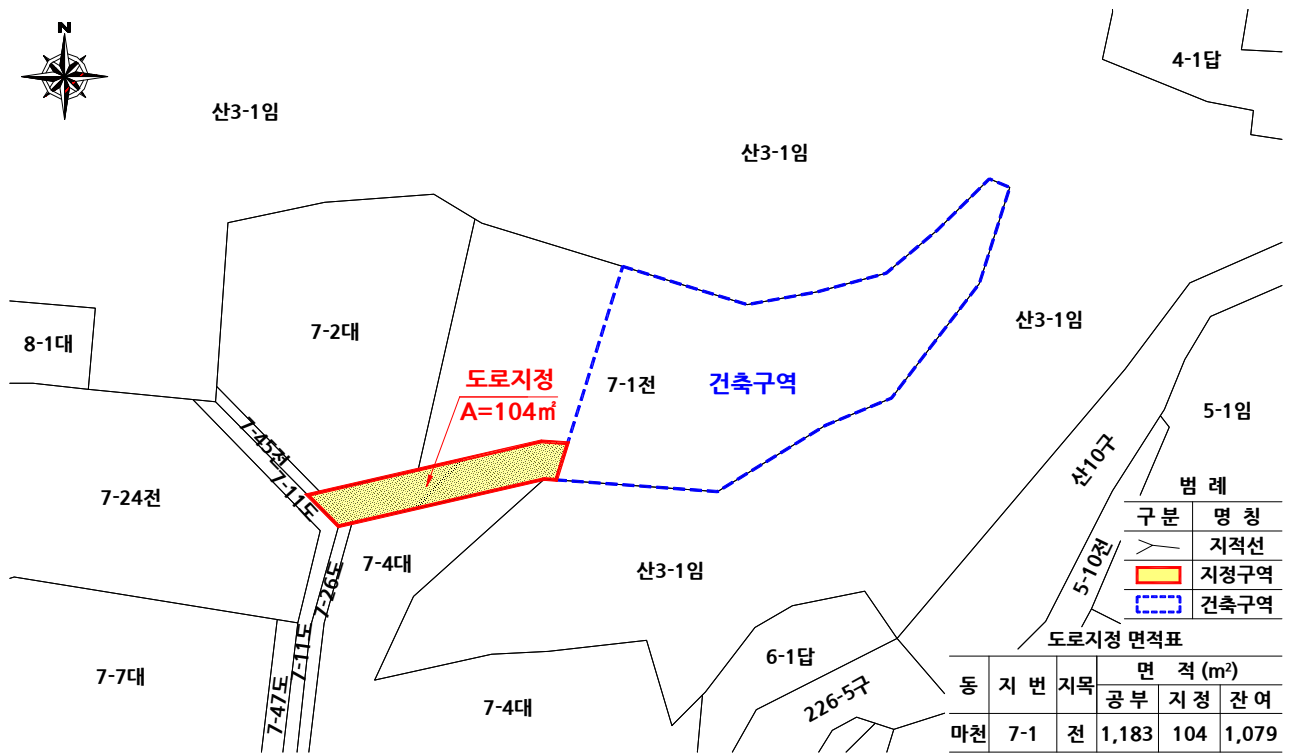 N
4-1답
산3-1임
산3-1임
산3-1임
8-1대
7-2대
도로지정
A=104㎡
7-1전
건축구역
5-1임
7-45전
7-11도
7-24전
산10구
범 례
구 분 명 칭
지적선
지정구역
건축구역
7-4대
7-26도
산3-1임
5-10전
7-11도
7-7대
7-47도
7-4대
6-1답
226-5구
도로지정 면적표
동 지 번 지목 면 적 (m²)
공 부 지 정 잔 여
마천 7-1 전 1,183 104 1,079